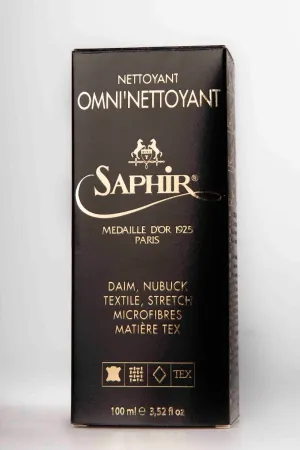 NETTOYANT
OMNI'NETTOYANT
SAPHIR®
MEDAILLE D'OR 1925
PARIS
DAIM, NUBUCK
TEXTILE, STRETCH
MICROFIBRES
MATIÈRE TEX
TEX
100 ml e 3,52 fl oz